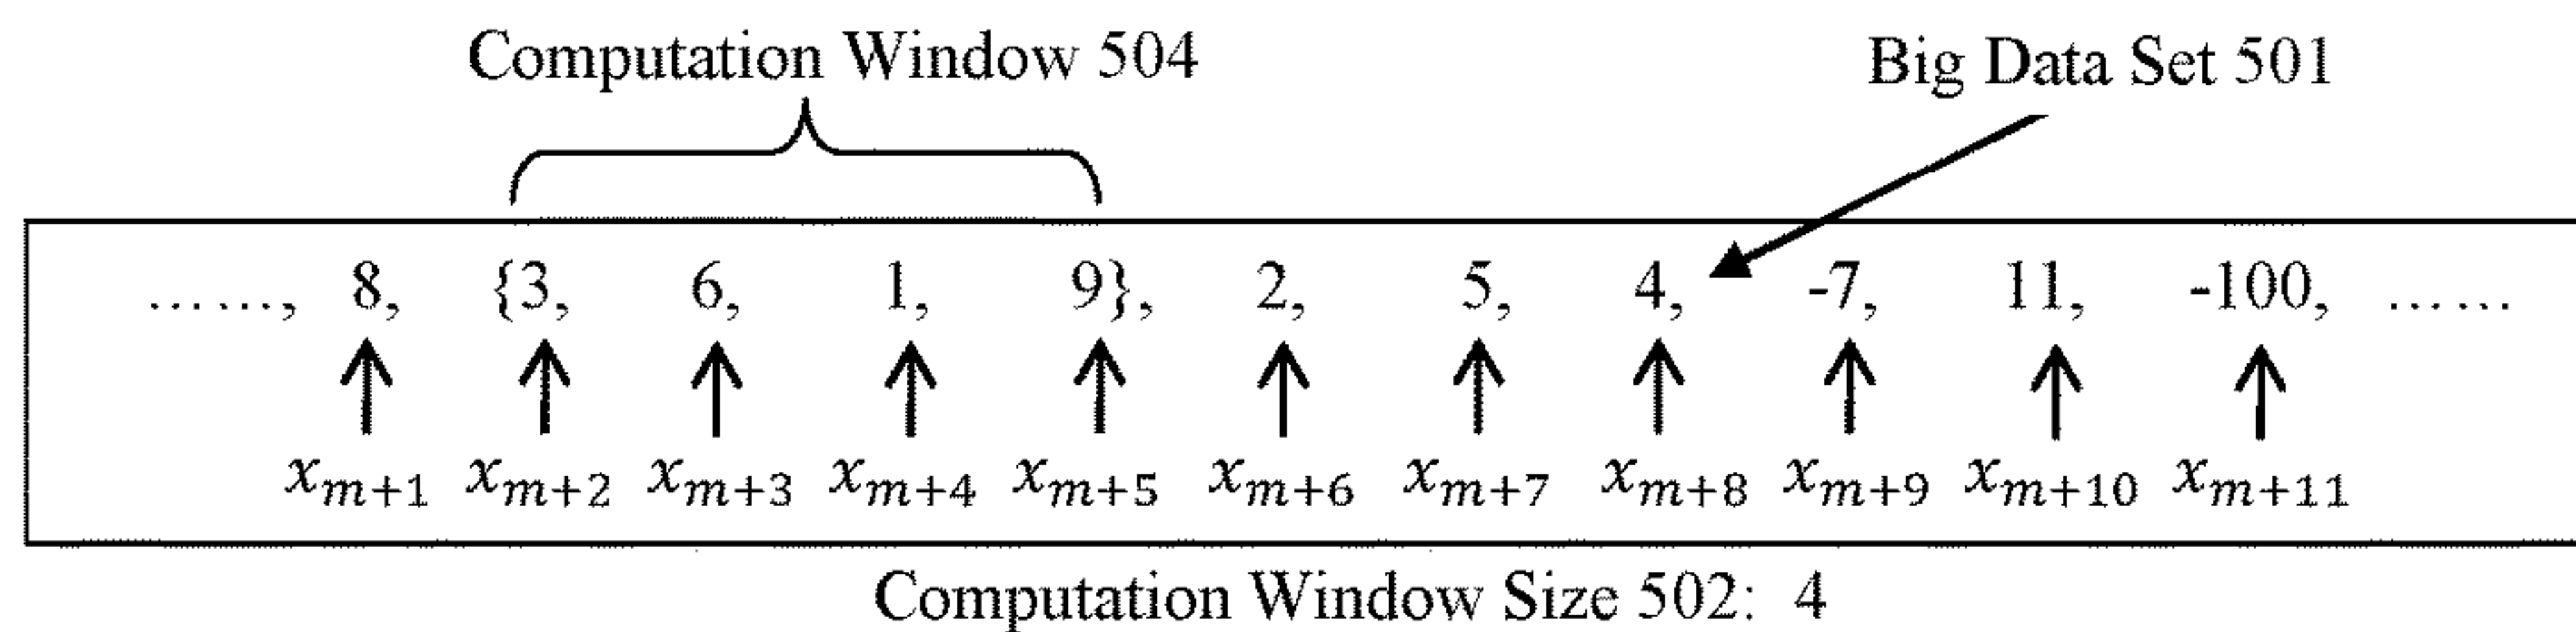 Computation Window 504 Big Data Set 501
……, 8, {3, 6, 1, 9}, 2, 5, 4, -7, 11, -100, ……
x_{m+1} x_{m+2} x_{m+3} x_{m+4} x_{m+5} x_{m+6} x_{m+7} x_{m+8} x_{m+9} x_{m+10} x_{m+11}
Computation Window Size 502: 4